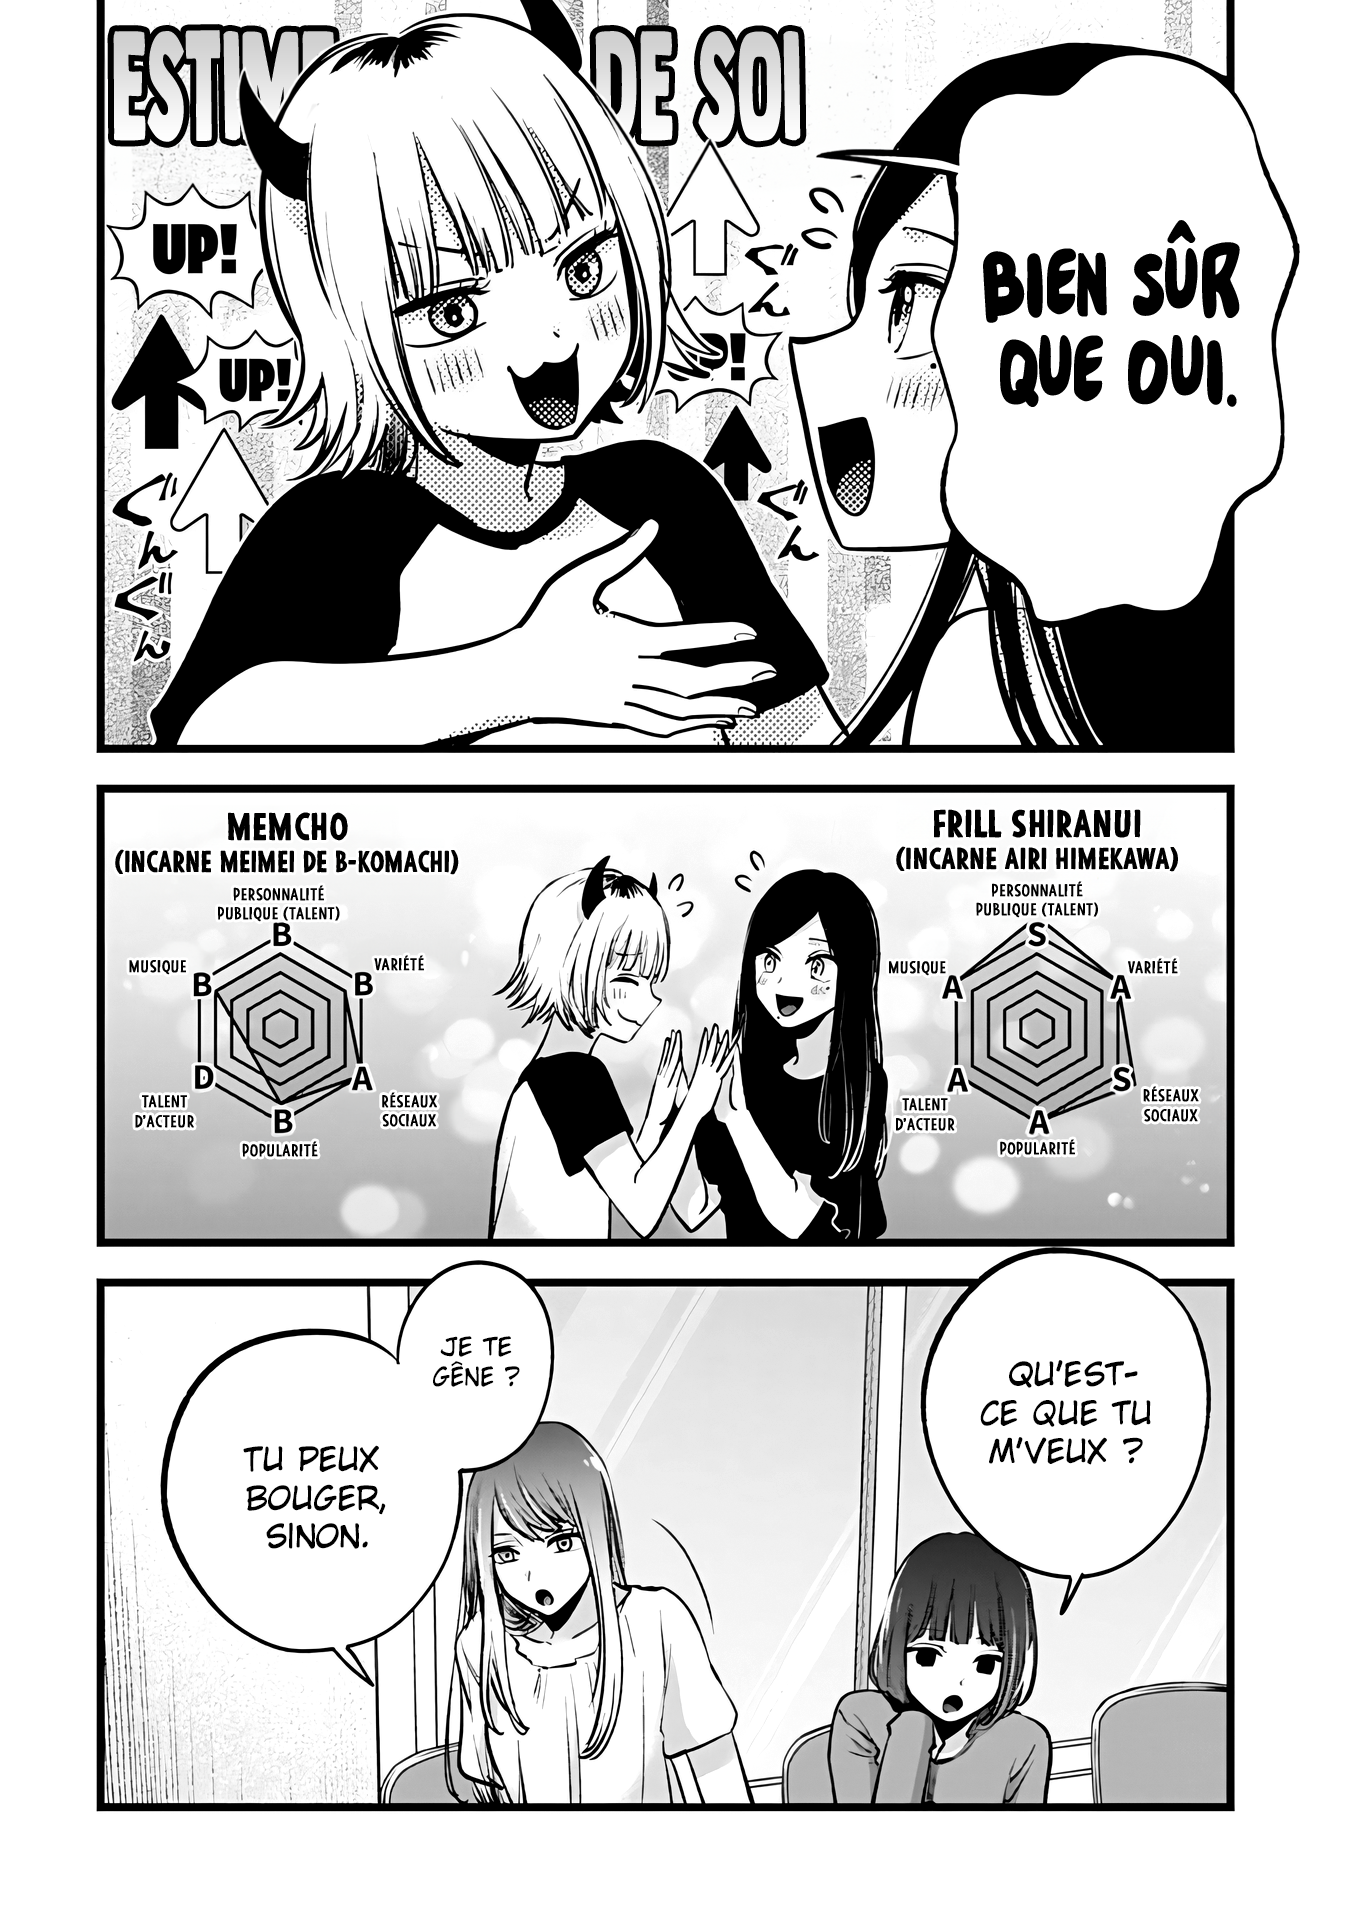 ESTIME DE SOI
BIEN SÛR
QUE OUI.
UP!
UP!
UP!
ぐん
ぐん
ぐん
ぐん
MEMCHO
(INCARNE MEIMEI DE B-KOMACHI)
PERSONNALITÉ
PUBLIQUE (TALENT)
B
MUSIQUE
VARIÉTÉ
B
B
D
A
TALENT
D'ACTEUR
RÉSEAUX
SOCIAUX
B
POPULARITÉ
FRILL SHIRANUI
(INCARNE AIRI HIMEKAWA)
PERSONNALITÉ
PUBLIQUE (TALENT)
S
MUSIQUE
VARIÉTÉ
A
A
A
S
TALENT
D'ACTEUR
RÉSEAUX
SOCIAUX
A
POPULARITÉ
QU'EST-
CE QUE TU
M'VEUX ?
JE TE
GÊNE ?
TU PEUX
BOUGER,
SINON.